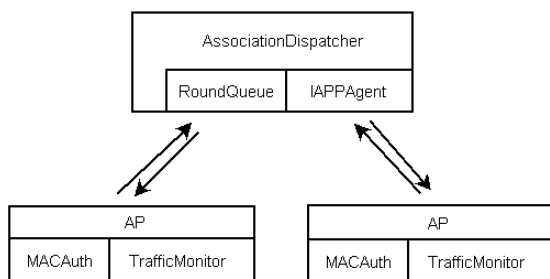 AssociationDispatcher
RoundQueue IAPPAgent
AP AP
MACAuth TrafficMonitor MACAuth TrafficMonitor